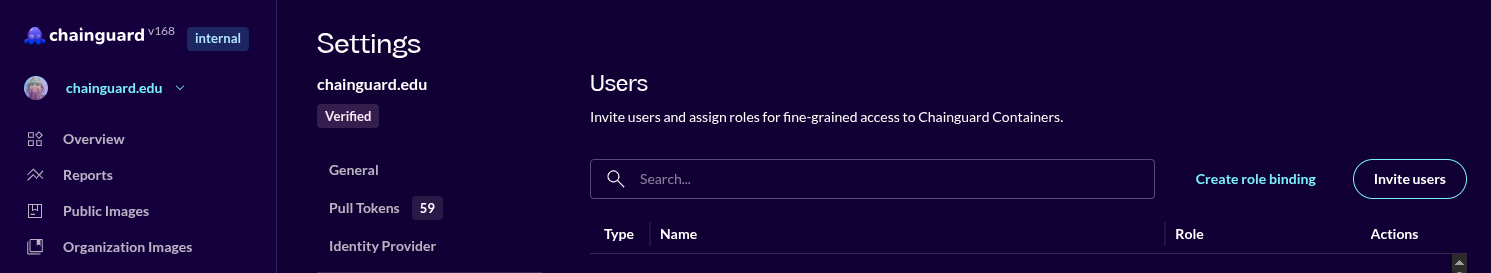 chainguard v168 internal
chainguard.edu
Overview
Reports
Public Images
Organization Images
Settings
chainguard.edu
Verified
General
Pull Tokens 59
Identity Provider
Users
Invite users and assign roles for fine-grained access to Chainguard Containers.
Search... Create role binding Invite users
Type Name Role Actions